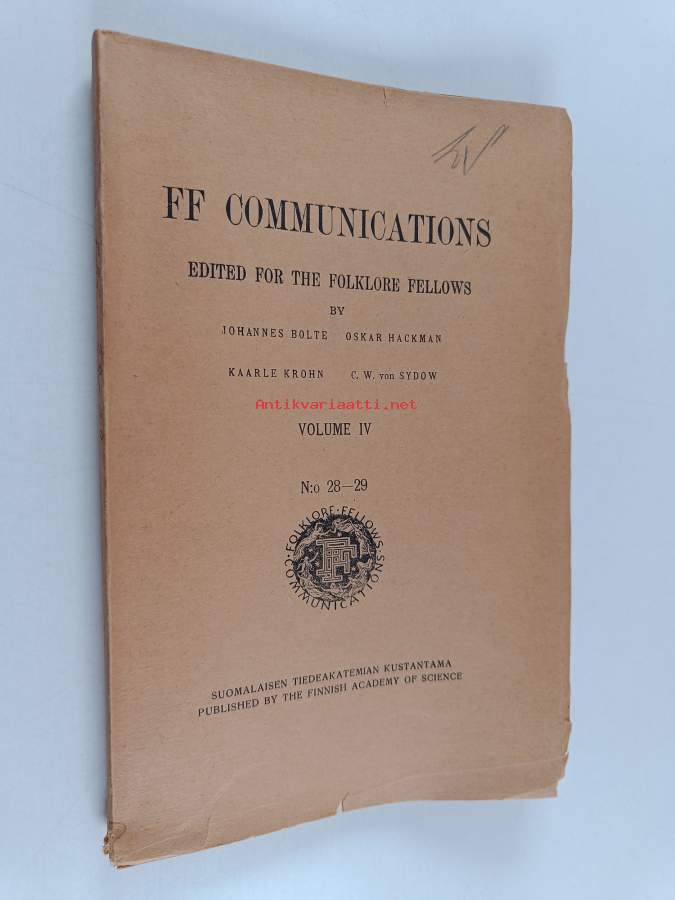 FF COMMUNICATIONS
EDITED FOR THE FOLKLORE FELLOWS
BY
JOHANNES BOLTE OSKAR HACKMAN
KAARLE KROHN C. W. von SYDOW
Antikvariaatti.net
VOLUME IV
N:o 28—29
FOLKLORE · FELLOWS · COMMUNICATIONS ·
FF
SUOMALAISEN TIEDEAKATEMIAN KUSTANTAMA
PUBLISHED BY THE FINNISH ACADEMY OF SCIENCE